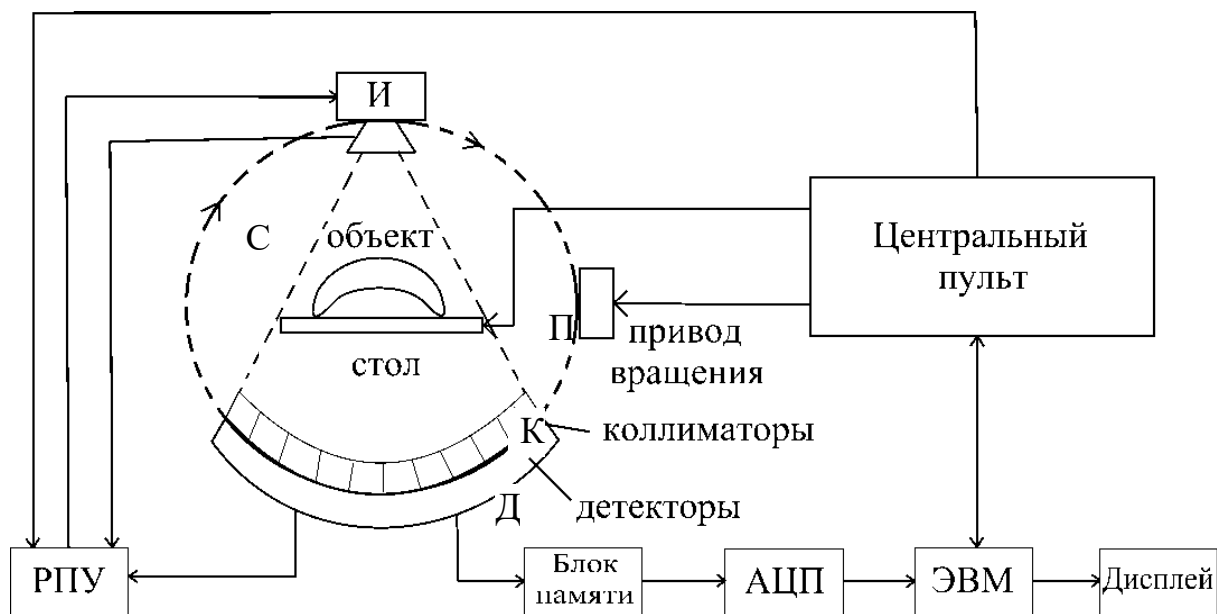 И
С
объект
Центральный
пульт
П
привод
вращения
стол
К
коллиматоры
Д
детекторы
РПУ
Блок
памяти
АЦП
ЭВМ
Дисплей